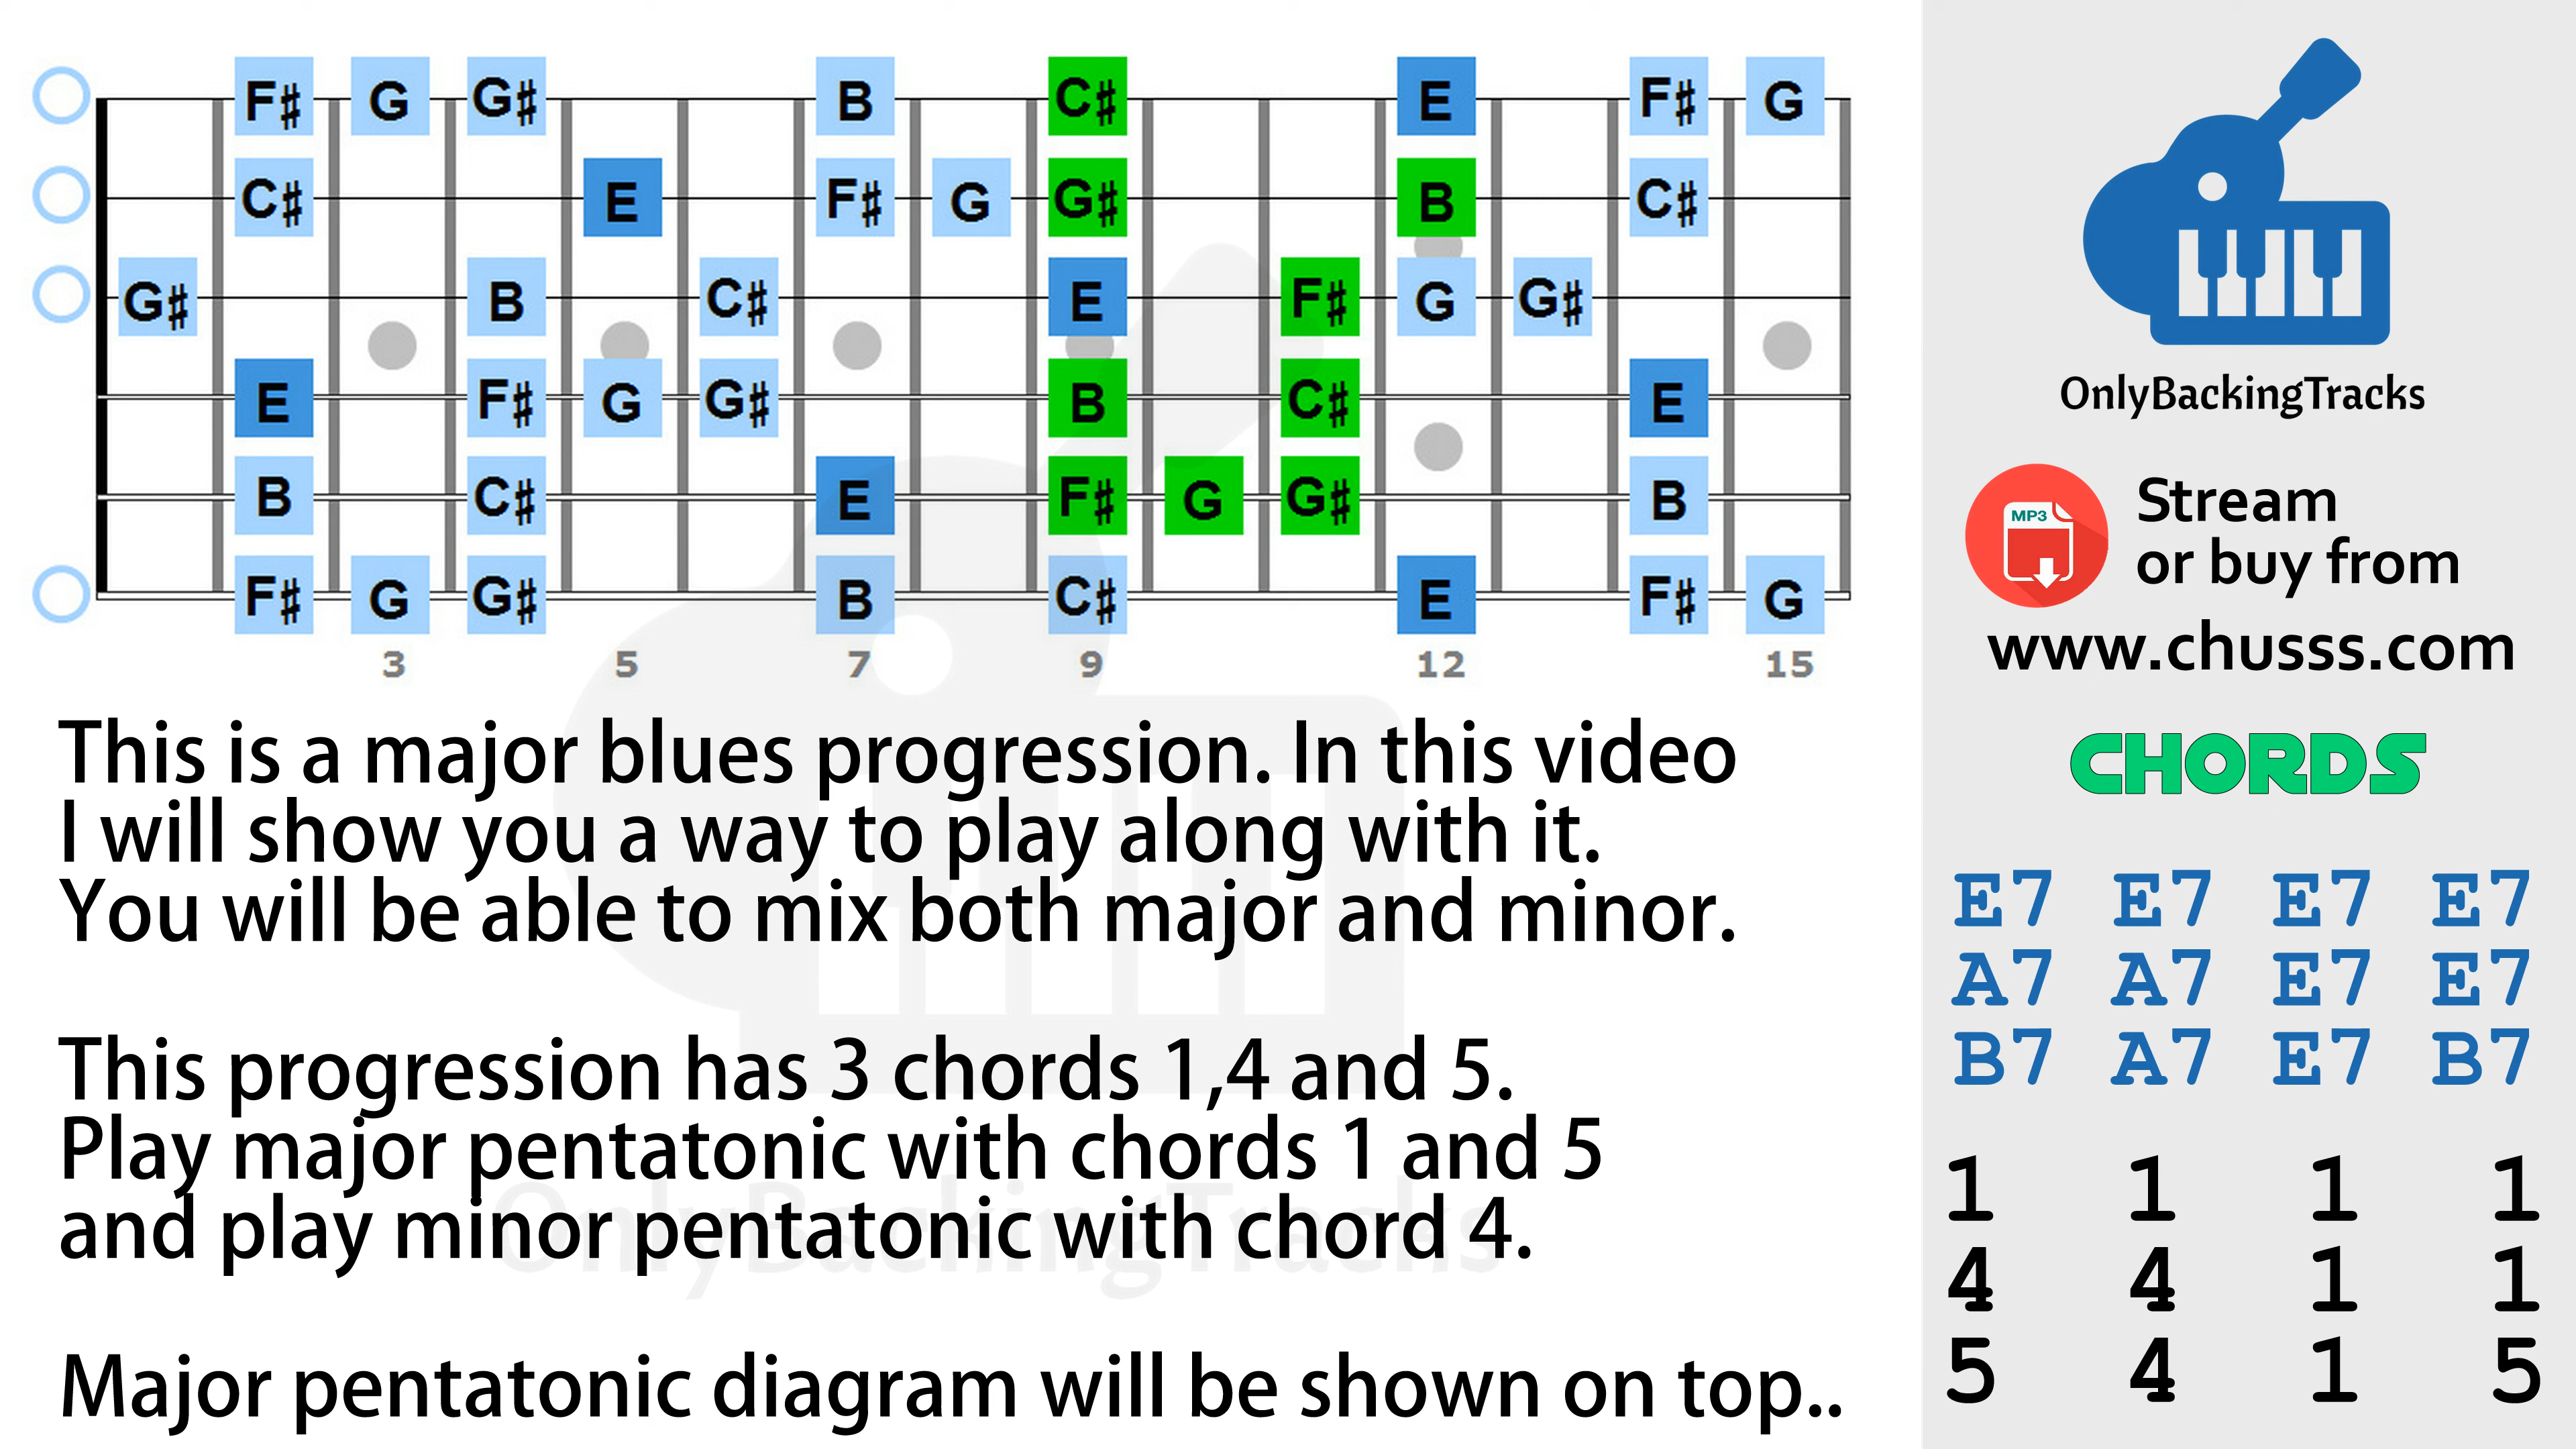 F♯ G G♯ B C♯ E F♯ G
C♯ E F♯ G G♯ B C♯
G♯ B C♯ E F♯ G G♯
E F♯ G G♯ B C♯ E
B C♯ E F♯ G G♯ B
F♯ G G♯ B C♯ E F♯ G
3 5 7 9 12 15
This is a major blues progression. In this video
I will show you a way to play along with it.
You will be able to mix both major and minor.
This progression has 3 chords 1,4 and 5.
Play major pentatonic with chords 1 and 5
and play minor pentatonic with chord 4.
Major pentatonic diagram will be shown on top..
OnlyBackingTracks
OnlyBackingTracks
MP3
Stream
or buy from
www.chusss.com
CHORDS
E7 E7 E7 E7
A7 A7 E7 E7
B7 A7 E7 B7
1 1 1 1
4 4 1 1
5 4 1 5